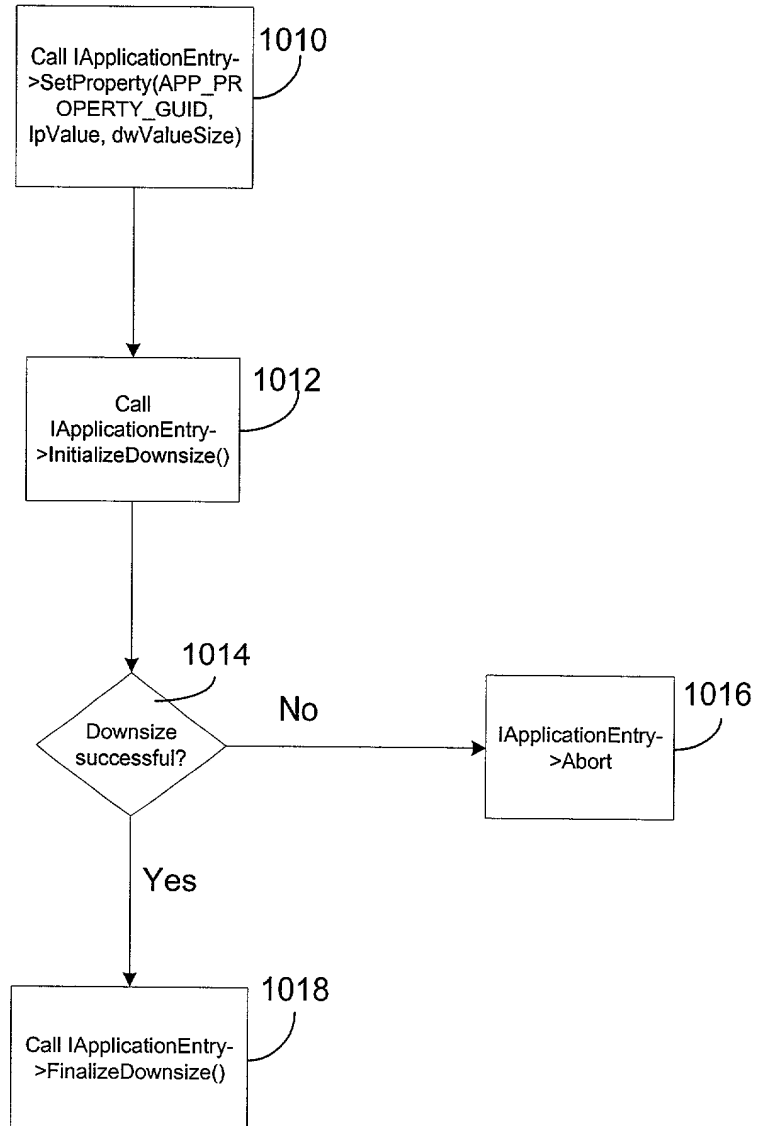 1010
Call IApplicationEntry-
>SetProperty(APP_PR
OPERTY_GUID,
lpValue, dwValueSize)
1012
Call
IApplicationEntry-
>InitializeDownsize()
1014
Downsize
successful?
No
1016
IApplicationEntry-
>Abort
Yes
1018
Call IApplicationEntry-
>FinalizeDownsize()